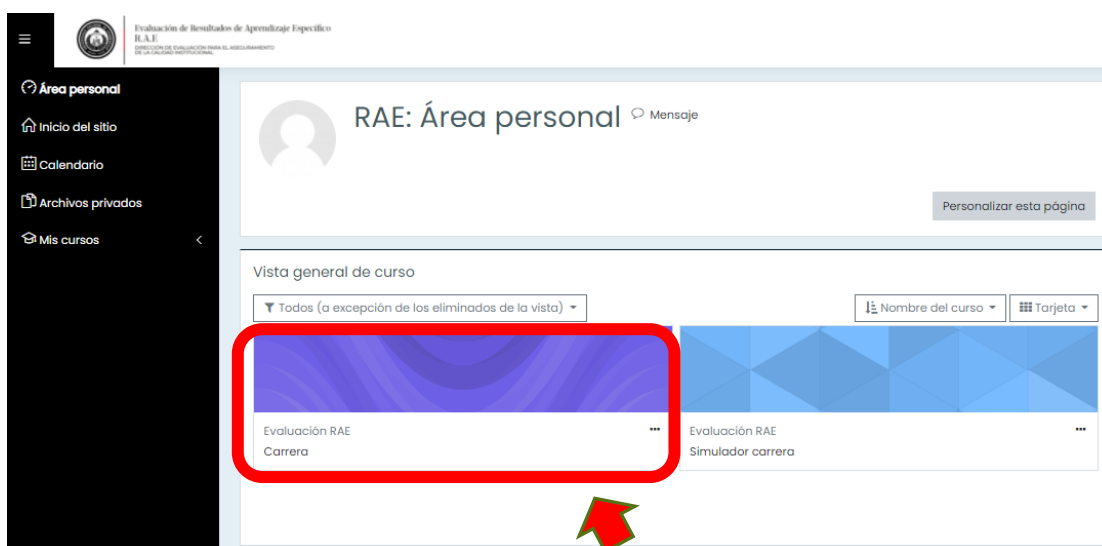 Evaluación de Resultados de Aprendizaje Específico
R.A.E
DIRECCIÓN DE EVALUACIÓN PARA EL ASEGURAMIENTO
DE LA CALIDAD INSTITUCIONAL
Área personal
Inicio del sitio
Calendario
Archivos privados
Mis cursos
RAE: Área personal Mensaje
Personalizar esta página
Vista general de curso
Todos (a excepción de los eliminados de la vista)
Nombre del curso
Tarjeta
Evaluación RAE
Carrera
Evaluación RAE
Simulador carrera